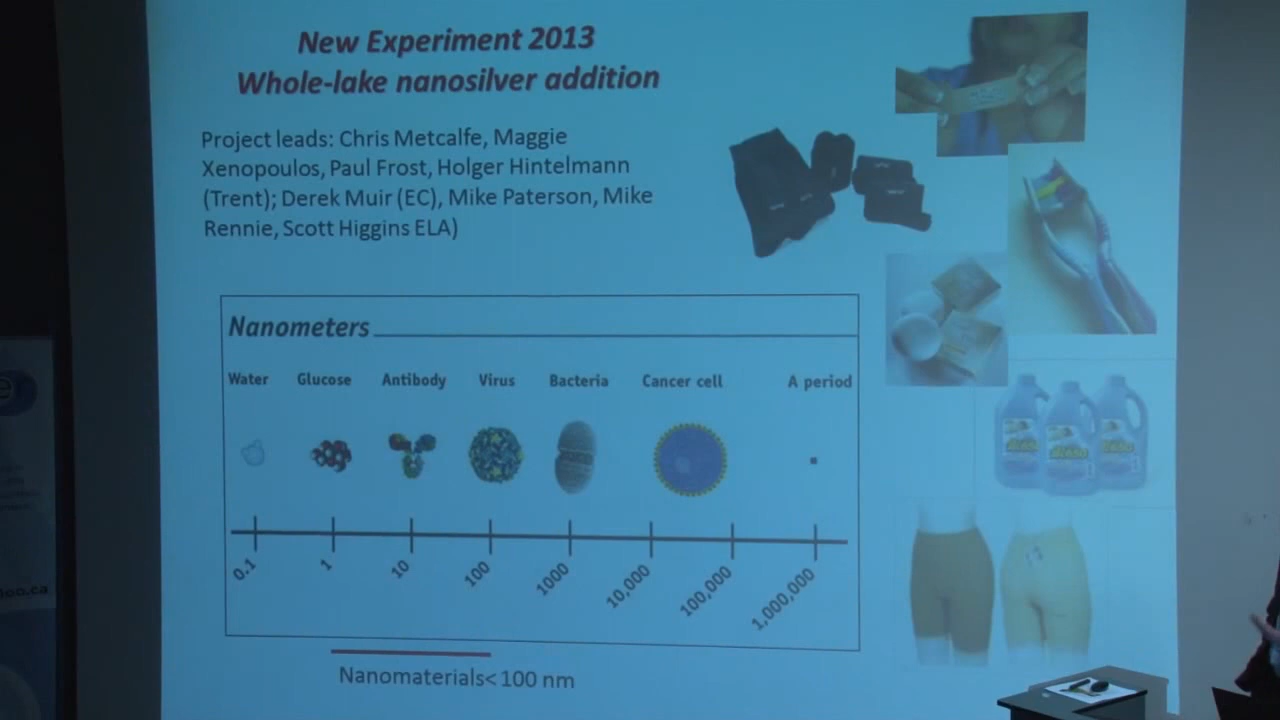 New Experiment 2013
Whole-lake nanosilver addition
Project leads: Chris Metcalfe, Maggie
Xenopoulos, Paul Frost, Holger Hintelmann
(Trent); Derek Muir (EC), Mike Paterson, Mike
Rennie, Scott Higgins ELA)
Nanometers
Water Glucose Antibody Virus Bacteria Cancer cell A period
0.1 1 10 100 1000 10,000 100,000 1,000,000
Nanomaterials< 100 nm